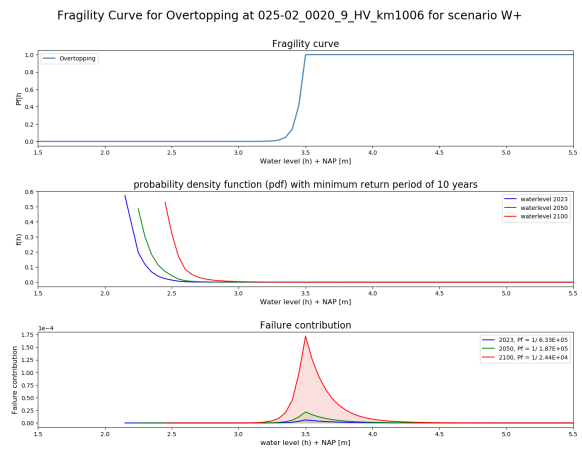 Fragility Curve for Overtopping at 025-02_0020_9_HV_km1006 for scenario W+
Fragility curve
1.0
0.8
0.6
0.4
0.2
0.0
Pf|h
Overtopping
1.5 2.0 2.5 3.0 3.5 4.0 4.5 5.0 5.5
Water level (h) + NAP [m]
probability density function (pdf) with minimum return period of 10 years
0.6
0.5
0.4
0.3
0.2
0.1
0.0
f(h)
waterlevel 2023
waterlevel 2050
waterlevel 2100
1.5 2.0 2.5 3.0 3.5 4.0 4.5 5.0 5.5
Water level (h) + NAP [m]
Failure contribution
1e−4
1.75
1.50
1.25
1.00
0.75
0.50
0.25
0.00
Failure contribution
2023, Pf = 1/ 6.33E+05
2050, Pf = 1/ 1.87E+05
2100, Pf = 1/ 2.44E+04
1.5 2.0 2.5 3.0 3.5 4.0 4.5 5.0 5.5
water level (h) + NAP [m]